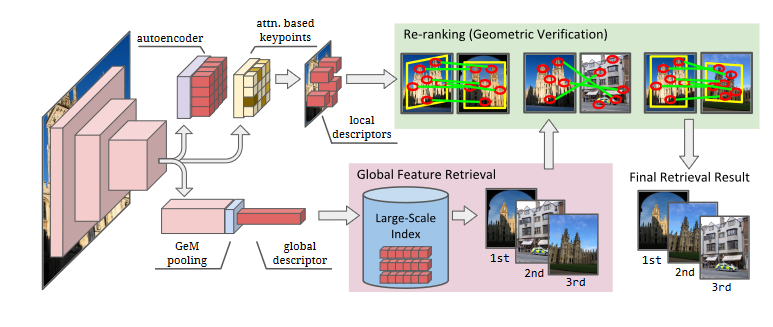 attn. based
keypoints
autoencoder
Re-ranking (Geometric Verification)
local
descriptors
Global Feature Retrieval
Large-Scale
Index
1st
2nd
3rd
GeM
pooling
global
descriptor
Final Retrieval Result
1st
2nd
3rd